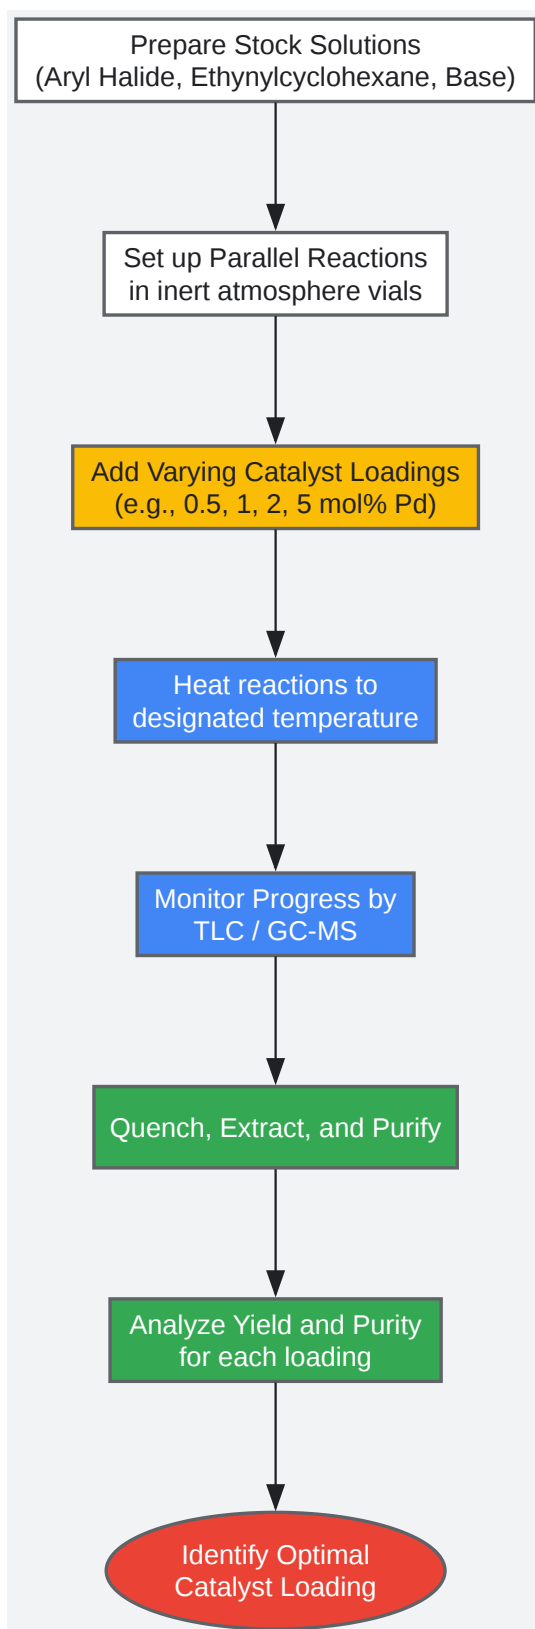 Prepare Stock Solutions
(Aryl Halide, Ethynylcyclohexane, Base)
Set up Parallel Reactions
in inert atmosphere vials
Add Varying Catalyst Loadings
(e.g., 0.5, 1, 2, 5 mol% Pd)
Heat reactions to
designated temperature
Monitor Progress by
TLC / GC-MS
Quench, Extract, and Purify
Analyze Yield and Purity
for each loading
Identify Optimal
Catalyst Loading